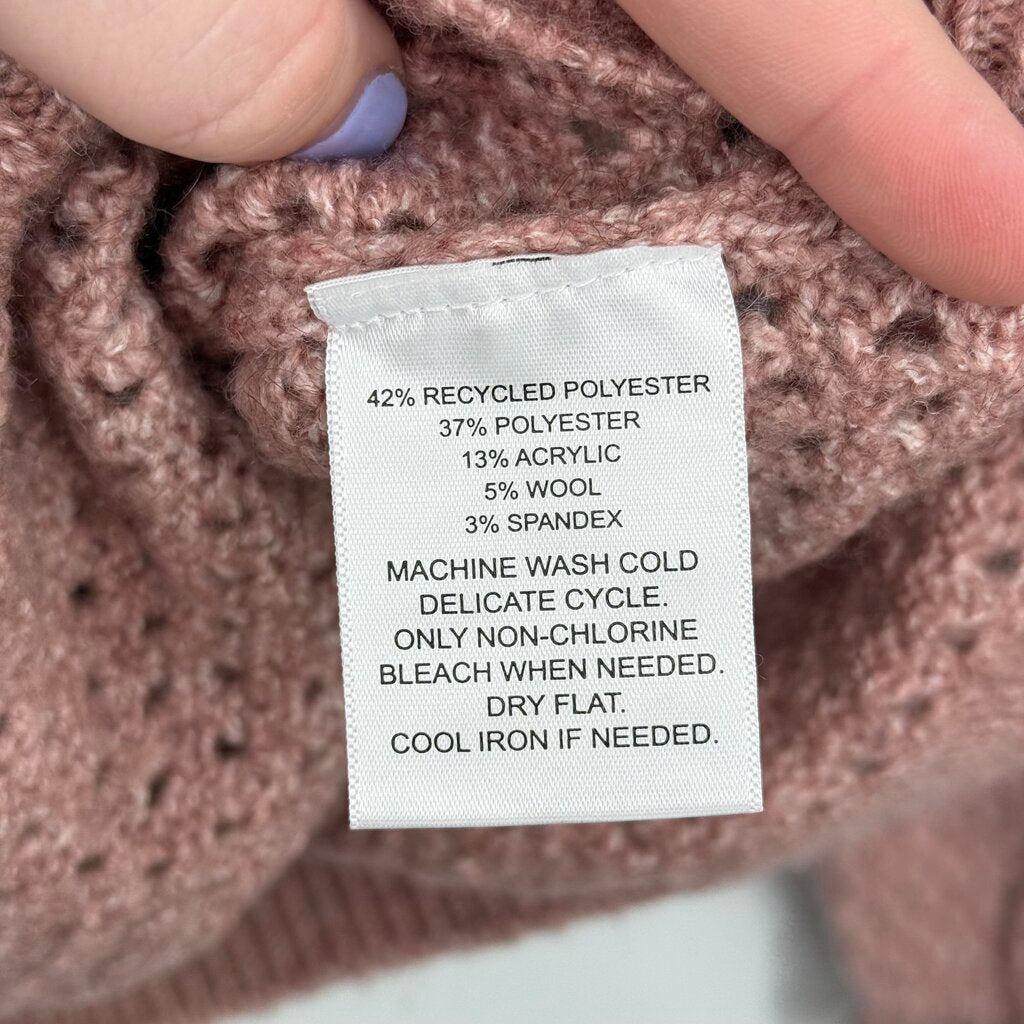 42% RECYCLED POLYESTER
37% POLYESTER
13% ACRYLIC
5% WOOL
3% SPANDEX
MACHINE WASH COLD
DELICATE CYCLE.
ONLY NON-CHLORINE
BLEACH WHEN NEEDED.
DRY FLAT.
COOL IRON IF NEEDED.